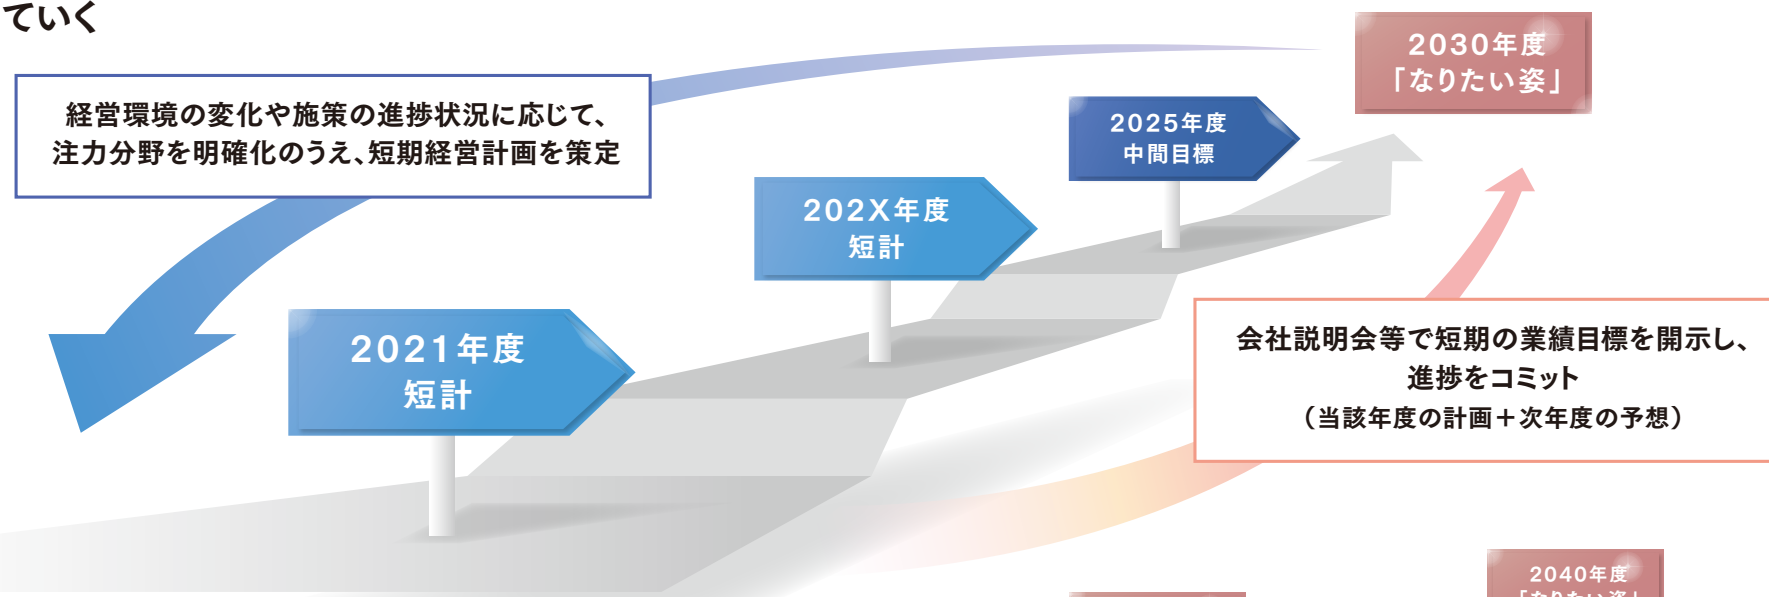 ていく
2030年度
「なりたい姿」
経営環境の変化や施策の進捗状況に応じて、
注力分野を明確化のうえ、短期経営計画を策定
2025年度
中間目標
202X年度
短計
2021年度
短計
会社説明会等で短期の業績目標を開示し、
進捗をコミット
（当該年度の計画＋次年度の予想）
2040年度
「なりたい姿」